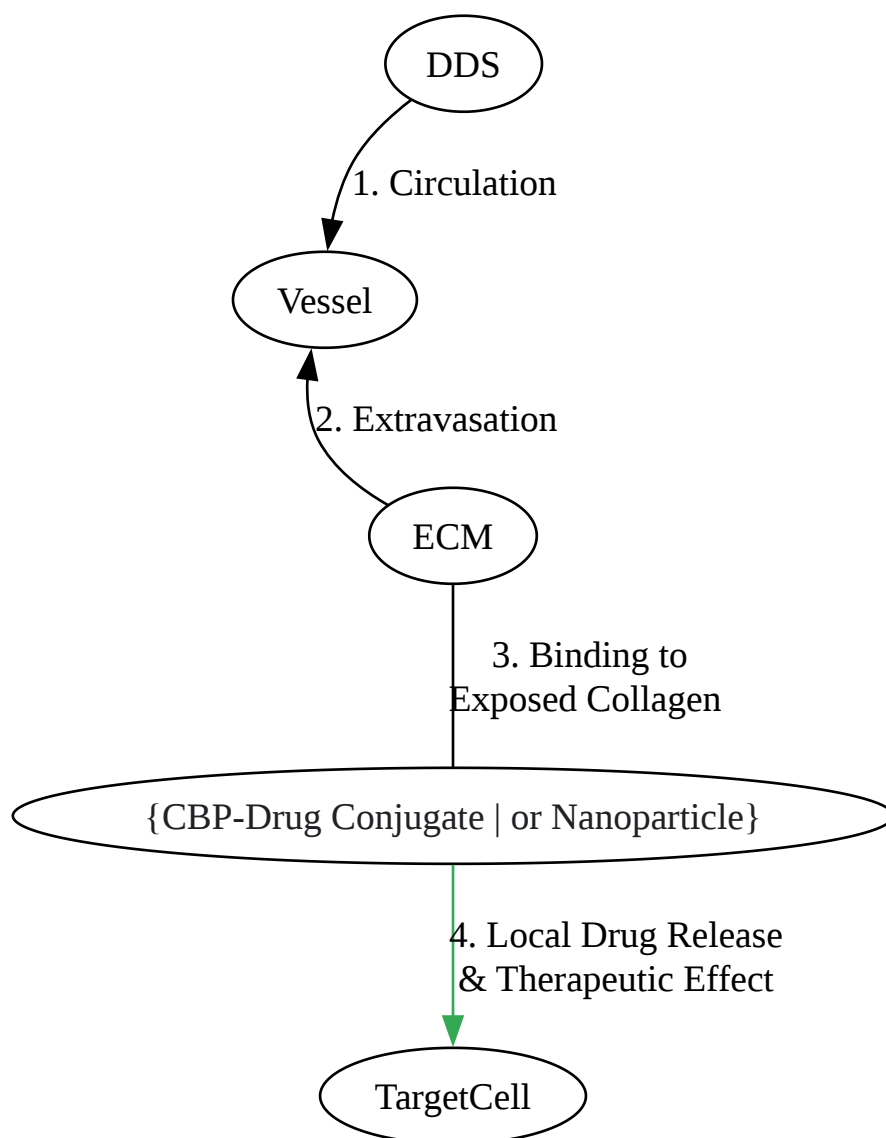 DDS
1. Circulation
Vessel
2. Extravasation
ECM
3. Binding to
Exposed Collagen
{CBP-Drug Conjugate | or Nanoparticle}
4. Local Drug Release
& Therapeutic Effect
TargetCell